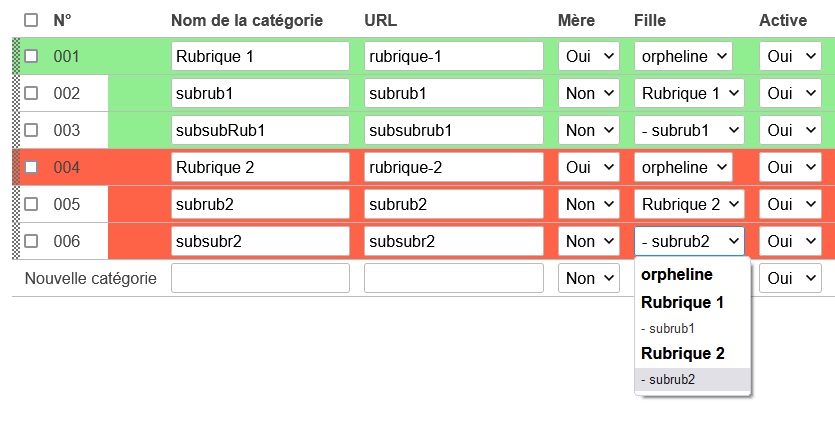 N° Nom de la catégorie URL Mère Fille Active
001 Rubrique 1 rubrique-1 Oui orpheline Oui
002 subrub1 subrub1 Non Rubrique 1 Oui
003 subsubRub1 subsubrub1 Non - subrub1 Oui
004 Rubrique 2 rubrique-2 Oui orpheline Oui
005 subrub2 subrub2 Non Rubrique 2 Oui
006 subsubr2 subsubr2 Non - subrub2 Oui
Nouvelle catégorie Non Oui
orpheline
Rubrique 1
- subrub1
Rubrique 2
- subrub2